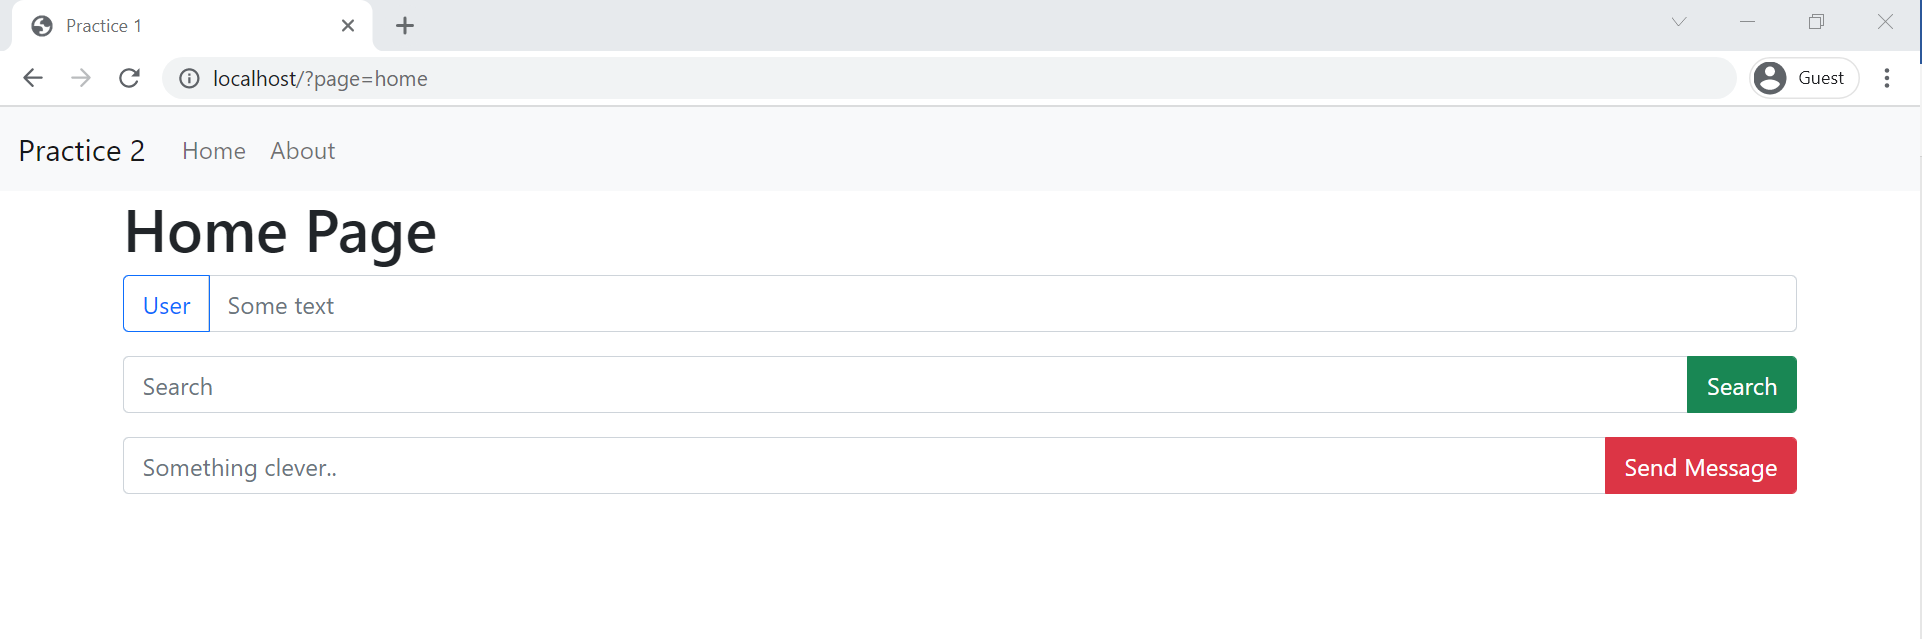 Practice 1
localhost/?page=home
Guest
Practice 2 Home About
Home Page
User Some text
Search Search
Something clever.. Send Message